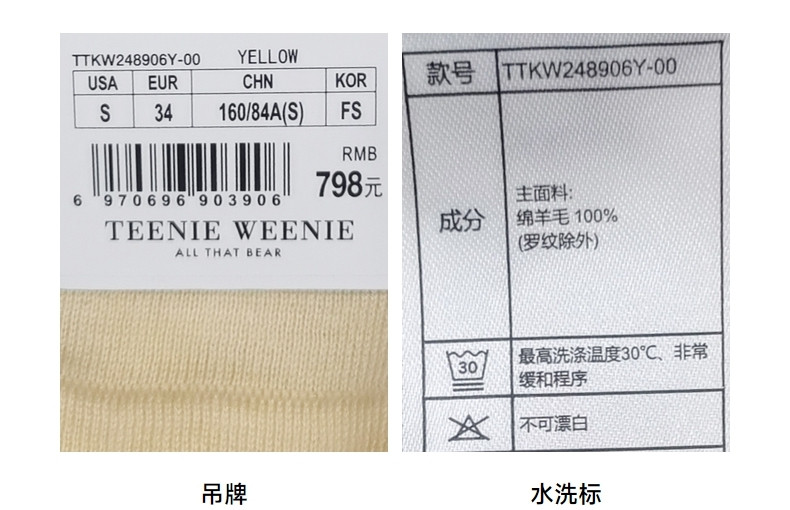 TTKW248906Y-00 YELLOW
USA EUR CHN KOR
S 34 160/84A(S) FS
RMB
798元
6 970696 903906
TEENIE WEENIE
ALL THAT BEAR
款号 TTKW248906Y-00
成分
主面料:
绵羊毛 100%
(罗纹除外)
30
最高洗涤温度30℃、非常
缓和程序
不可漂白
吊牌
水洗标